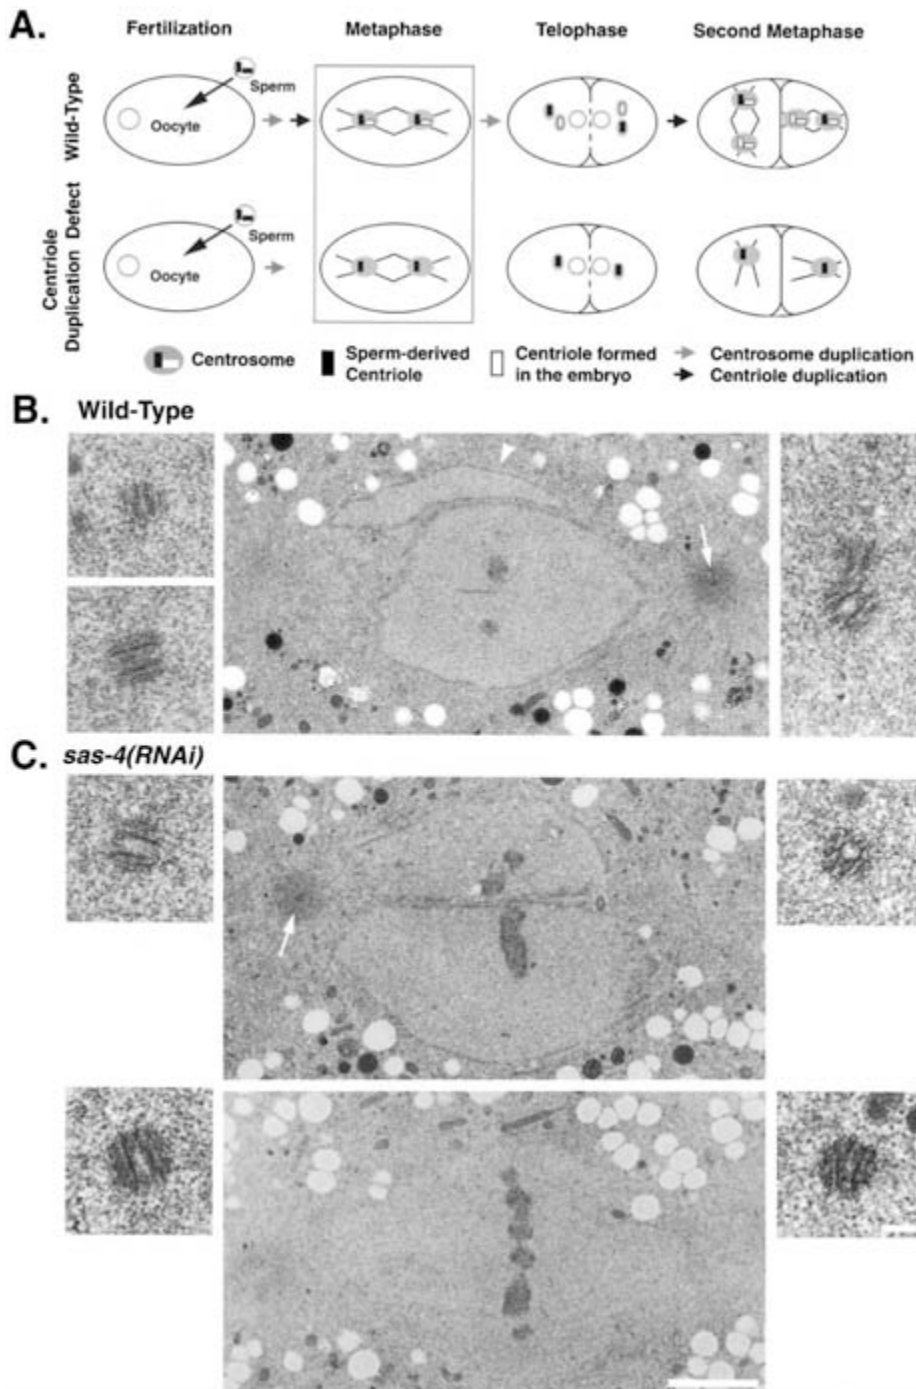 A.
Fertilization Metaphase Telophase Second Metaphase
Wild-Type
Sperm
Oocyte
Centriole
Duplication Defect
Sperm
Oocyte
Centrosome
Sperm-derived
Centriole
Centriole formed
in the embryo
Centrosome duplication
Centriole duplication
B. Wild-Type
C. sas-4(RNAi)